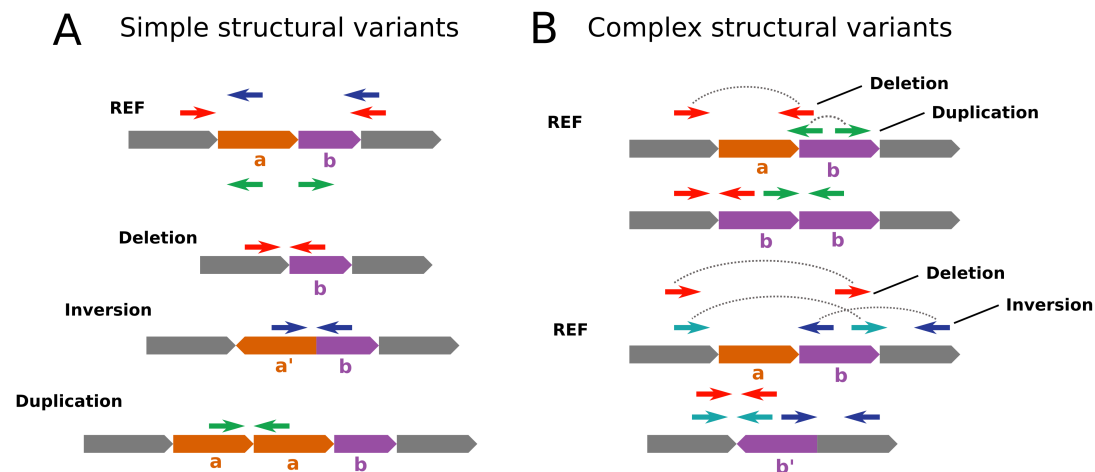 A Simple structural variants
REF
a b
Deletion
b
Inversion
a' b
Duplication
a a b
B Complex structural variants
Deletion
Duplication
REF
a b
b b
Deletion
Inversion
REF
a b
b'